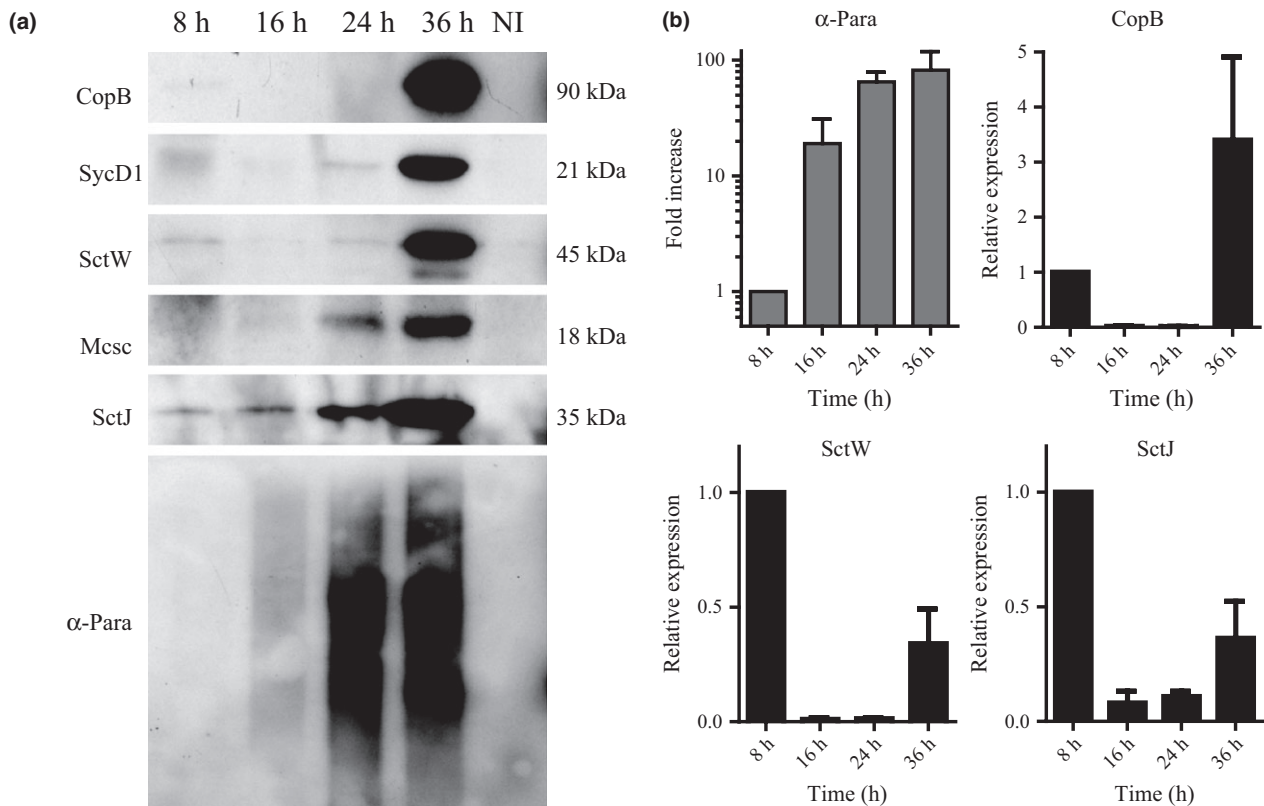 (a)
8 h 16 h 24 h 36 h NI
CopB 90 kDa
SycD1 21 kDa
SctW 45 kDa
Mcsc 18 kDa
SctJ 35 kDa
α-Para
(b)
α-Para
Fold increase
100
10
1
8 h 16 h 24 h 36 h
Time (h)
CopB
Relative expression
5
4
3
2
1
0
8 h 16 h 24 h 36 h
Time (h)
SctW
Relative expression
1.0
0.5
0.0
8 h 16 h 24 h 36 h
Time (h)
SctJ
Relative expression
1.0
0.5
0.0
8 h 16 h 24 h 36 h
Time (h)